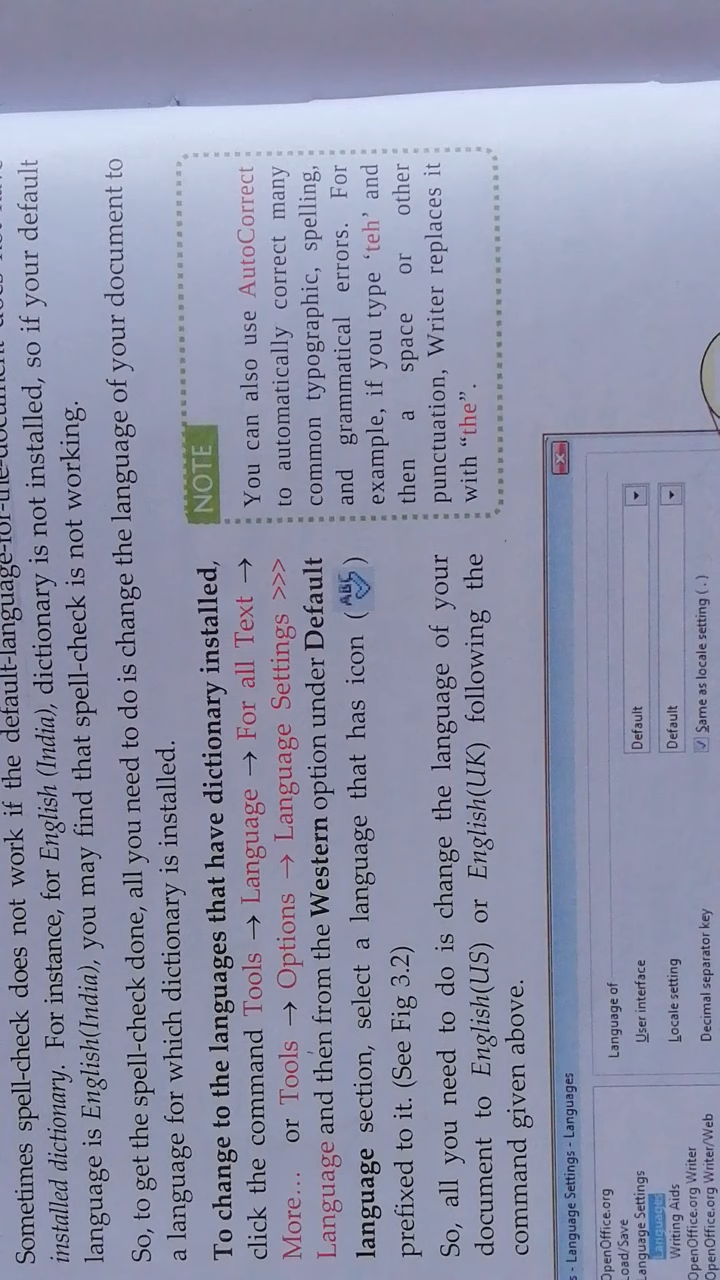 Sometimes spell-check does not work if the default-language-for-the-document does not have
installed dictionary. For instance, for English (India), dictionary is not installed, so if your default
language is English(India), you may find that spell-check is not working.
So, to get the spell-check done, all you need to do is change the language of your document to
a language for which dictionary is installed.
To change to the languages that have dictionary installed,
click the command Tools → Language → For all Text →
More... or Tools → Options → Language Settings >>>
Language and then from the Western option under Default
language section, select a language that has icon ( ABC )
prefixed to it. (See Fig 3.2)
So, all you need to do is change the language of your
document to English(US) or English(UK) following the
command given above.
NOTE
You can also use AutoCorrect
to automatically correct many
common typographic, spelling,
and grammatical errors. For
example, if you type ‘teh’ and
then a space or other
punctuation, Writer replaces it
with “the”.
s - Language Settings - Languages
OpenOffice.org
oad/Save
anguage Settings
Languages
Writing Aids
OpenOffice.org Writer
OpenOffice.org Writer/Web
Language of
User interface
Default
Locale setting
Default
Decimal separator key
Same as locale setting ( . )